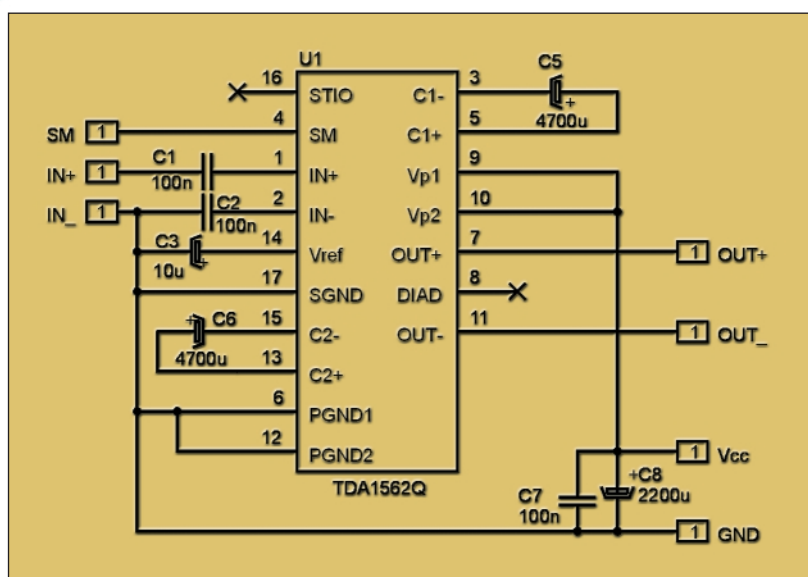 U1
16
STIO
4
SM
SM 1
1
IN+
IN+ 1
C1
100n
2
IN-
IN_ 1
C2
100n
14
Vref
C3
10u
+
17
SGND
15
C2-
C6
+
4700u
13
C2+
6
PGND1
12
PGND2
TDA1562Q
3
C1-
C5
+
4700u
5
C1+
9
Vp1
10
Vp2
7
OUT+
1 OUT+
8
DIAD
11
OUT-
1 OUT_
1 Vcc
C7
100n
+C8
2200u
1 GND